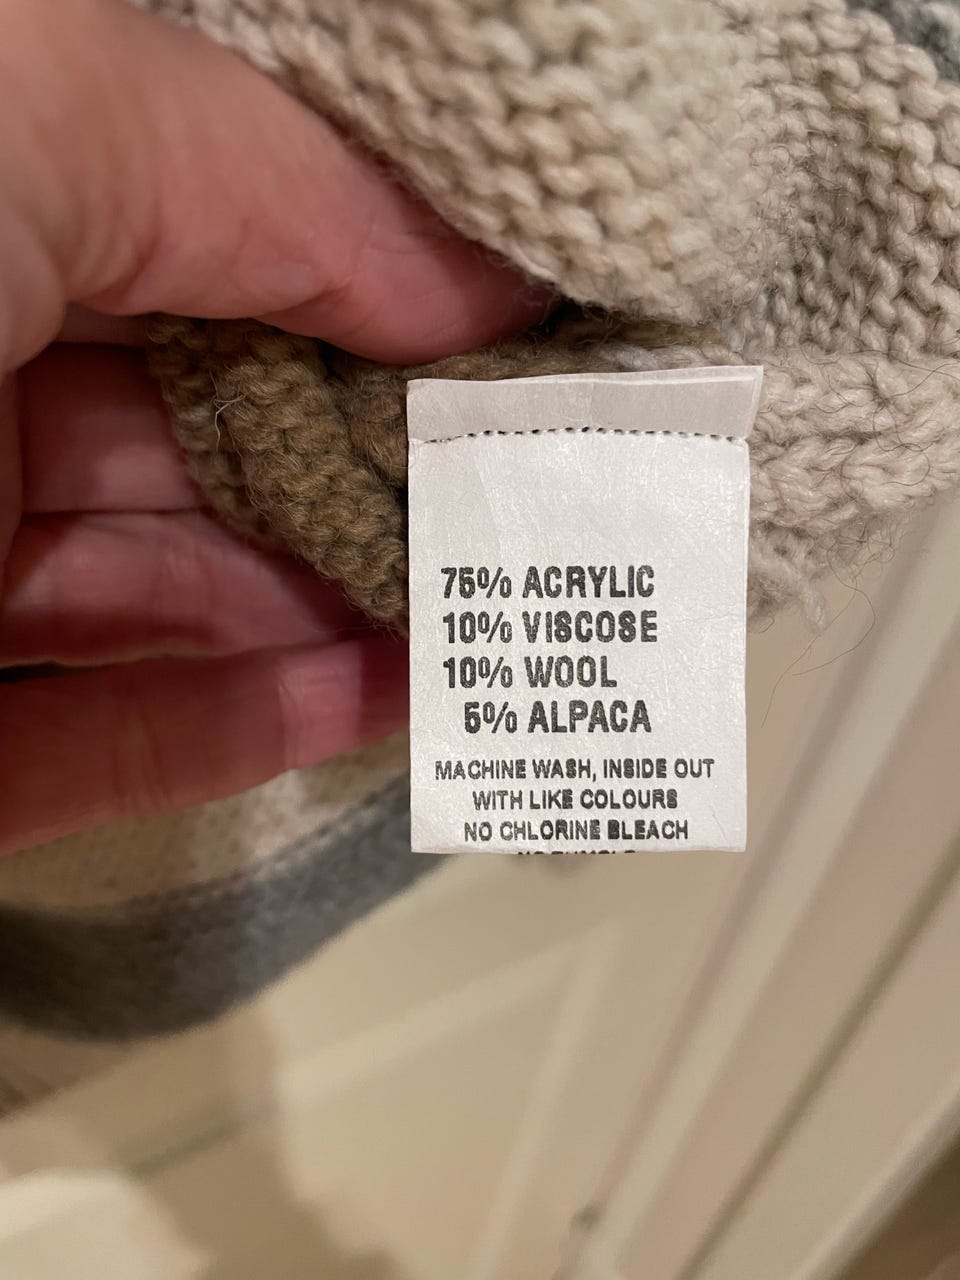 75% ACRYLIC
10% VISCOSE
10% WOOL
5% ALPACA
MACHINE WASH, INSIDE OUT
WITH LIKE COLOURS
NO CHLORINE BLEACH